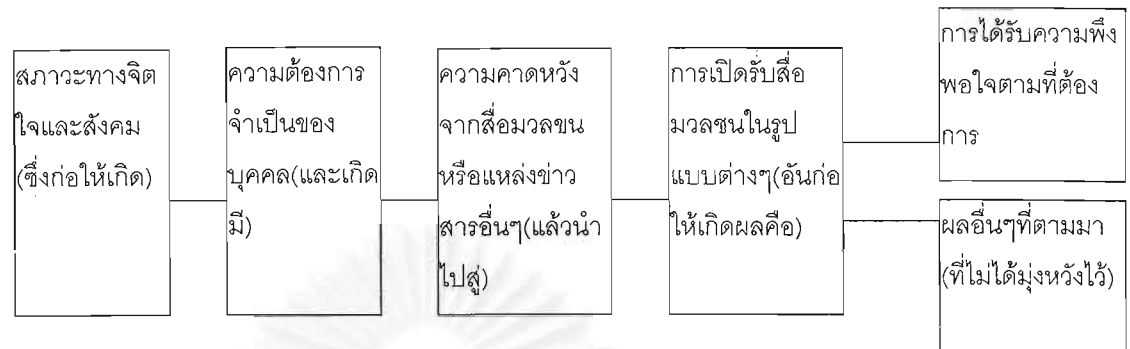 สภาวะทางจิต
ใจและสังคม
(ซึ่งก่อให้เกิด)
ความต้องการ
จำเป็นของ
บุคคล(และเกิด
มี)
ความคาดหวัง
จากสื่อมวลขน
หรือแหล่งข่าว
สารอื่นๆ(แล้วนำ
ไปสู่)
การเปิดรั่บสื่อ
มวลชนในรูป
แบบต่างๆ(อันก่อ
ให้เกิดผลคือ)
การได้รับความพึง
พอใจตามที่ต้อง
การ
ผลอื่นๆที่ตามมา
(ที่ไม่ได้มุ่งหวังไว้)